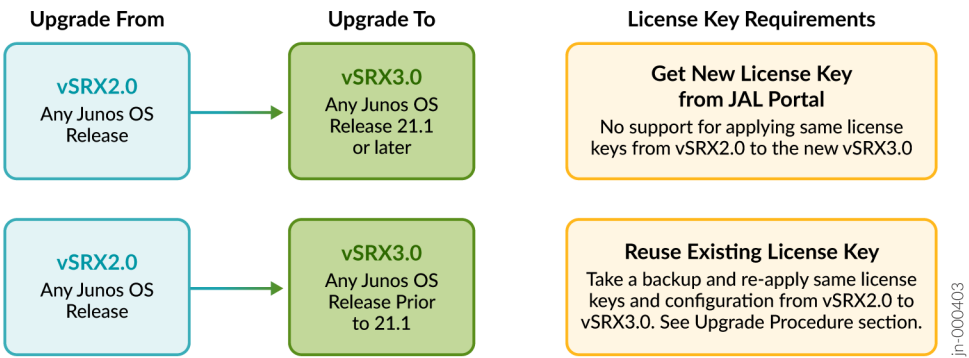 Upgrade From
Upgrade To
License Key Requirements
vSRX2.0
Any Junos OS
Release
vSRX3.0
Any Junos OS
Release 21.1
or later
Get New License Key
from JAL Portal
No support for applying same license
keys from vSRX2.0 to the new vSRX3.0
vSRX2.0
Any Junos OS
Release
vSRX3.0
Any Junos OS
Release Prior
to 21.1
Reuse Existing License Key
Take a backup and re-apply same license
keys and configuration from vSRX2.0 to
vSRX3.0. See Upgrade Procedure section.
jn-000403